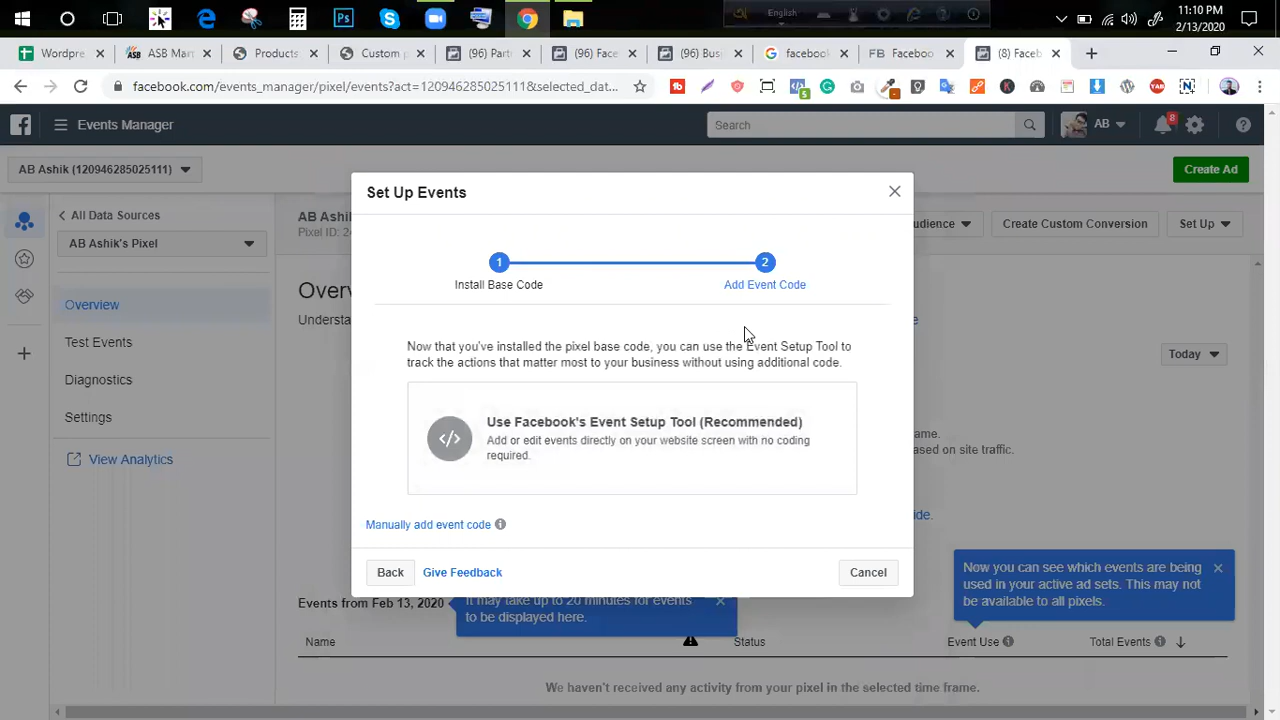 English
11:10 PM
2/13/2020
Wordpre
ASB Mar
Products
Custom p
(96) Part
(96) Face
(96) Bus
facebook
FB Faceboo
(8) Faceb
facebook.com/events_manager/pixel/events?act=120946285025111&selected_dat...
Events Manager
Search
AB
8
AB Ashik (120946285025111)
Create Ad
All Data Sources
AB Ashik's Pixel
Overview
Test Events
Diagnostics
Settings
View Analytics
AB Ashik
Pixel ID: 2
udience
Create Custom Conversion
Set Up
Overv
Understa
e
Today
Set Up Events
1
2
Install Base Code
Add Event Code
Now that you've installed the pixel base code, you can use the Event Setup Tool to
track the actions that matter most to your business without using additional code.
Use Facebook's Event Setup Tool (Recommended)
Add or edit events directly on your website screen with no coding
required.
Manually add event code
Back
Give Feedback
Cancel
ame.
ased on site traffic.
ide.
Now you can see which events are being
used in your active ad sets. This may not
be available to all pixels.
Events from Feb 13, 2020
It may take up to 20 minutes for events
to be displayed here.
Name
Status
Event Use
Total Events
We haven't received any activity from your pixel in the selected time frame.